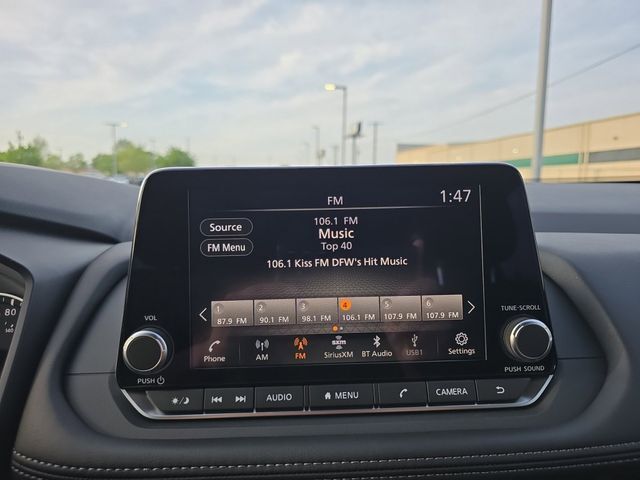 FM
1:47
Source
FM Menu
106.1 FM
Music
Top 40
106.1 Kiss FM DFW's Hit Music
1 2 3 4 5 6
87.9 FM 90.1 FM 98.1 FM 106.1 FM 107.9 FM 107.9 FM
Phone AM FM SiriusXM BT Audio USB1 Settings
VOL
PUSH
TUNE·SCROLL
PUSH SOUND
AUDIO MENU CAMERA
80
140